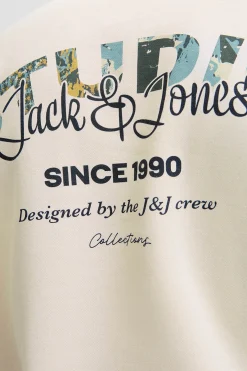 Jack & Jones
SINCE 1990
Designed by the J&J crew
Collections